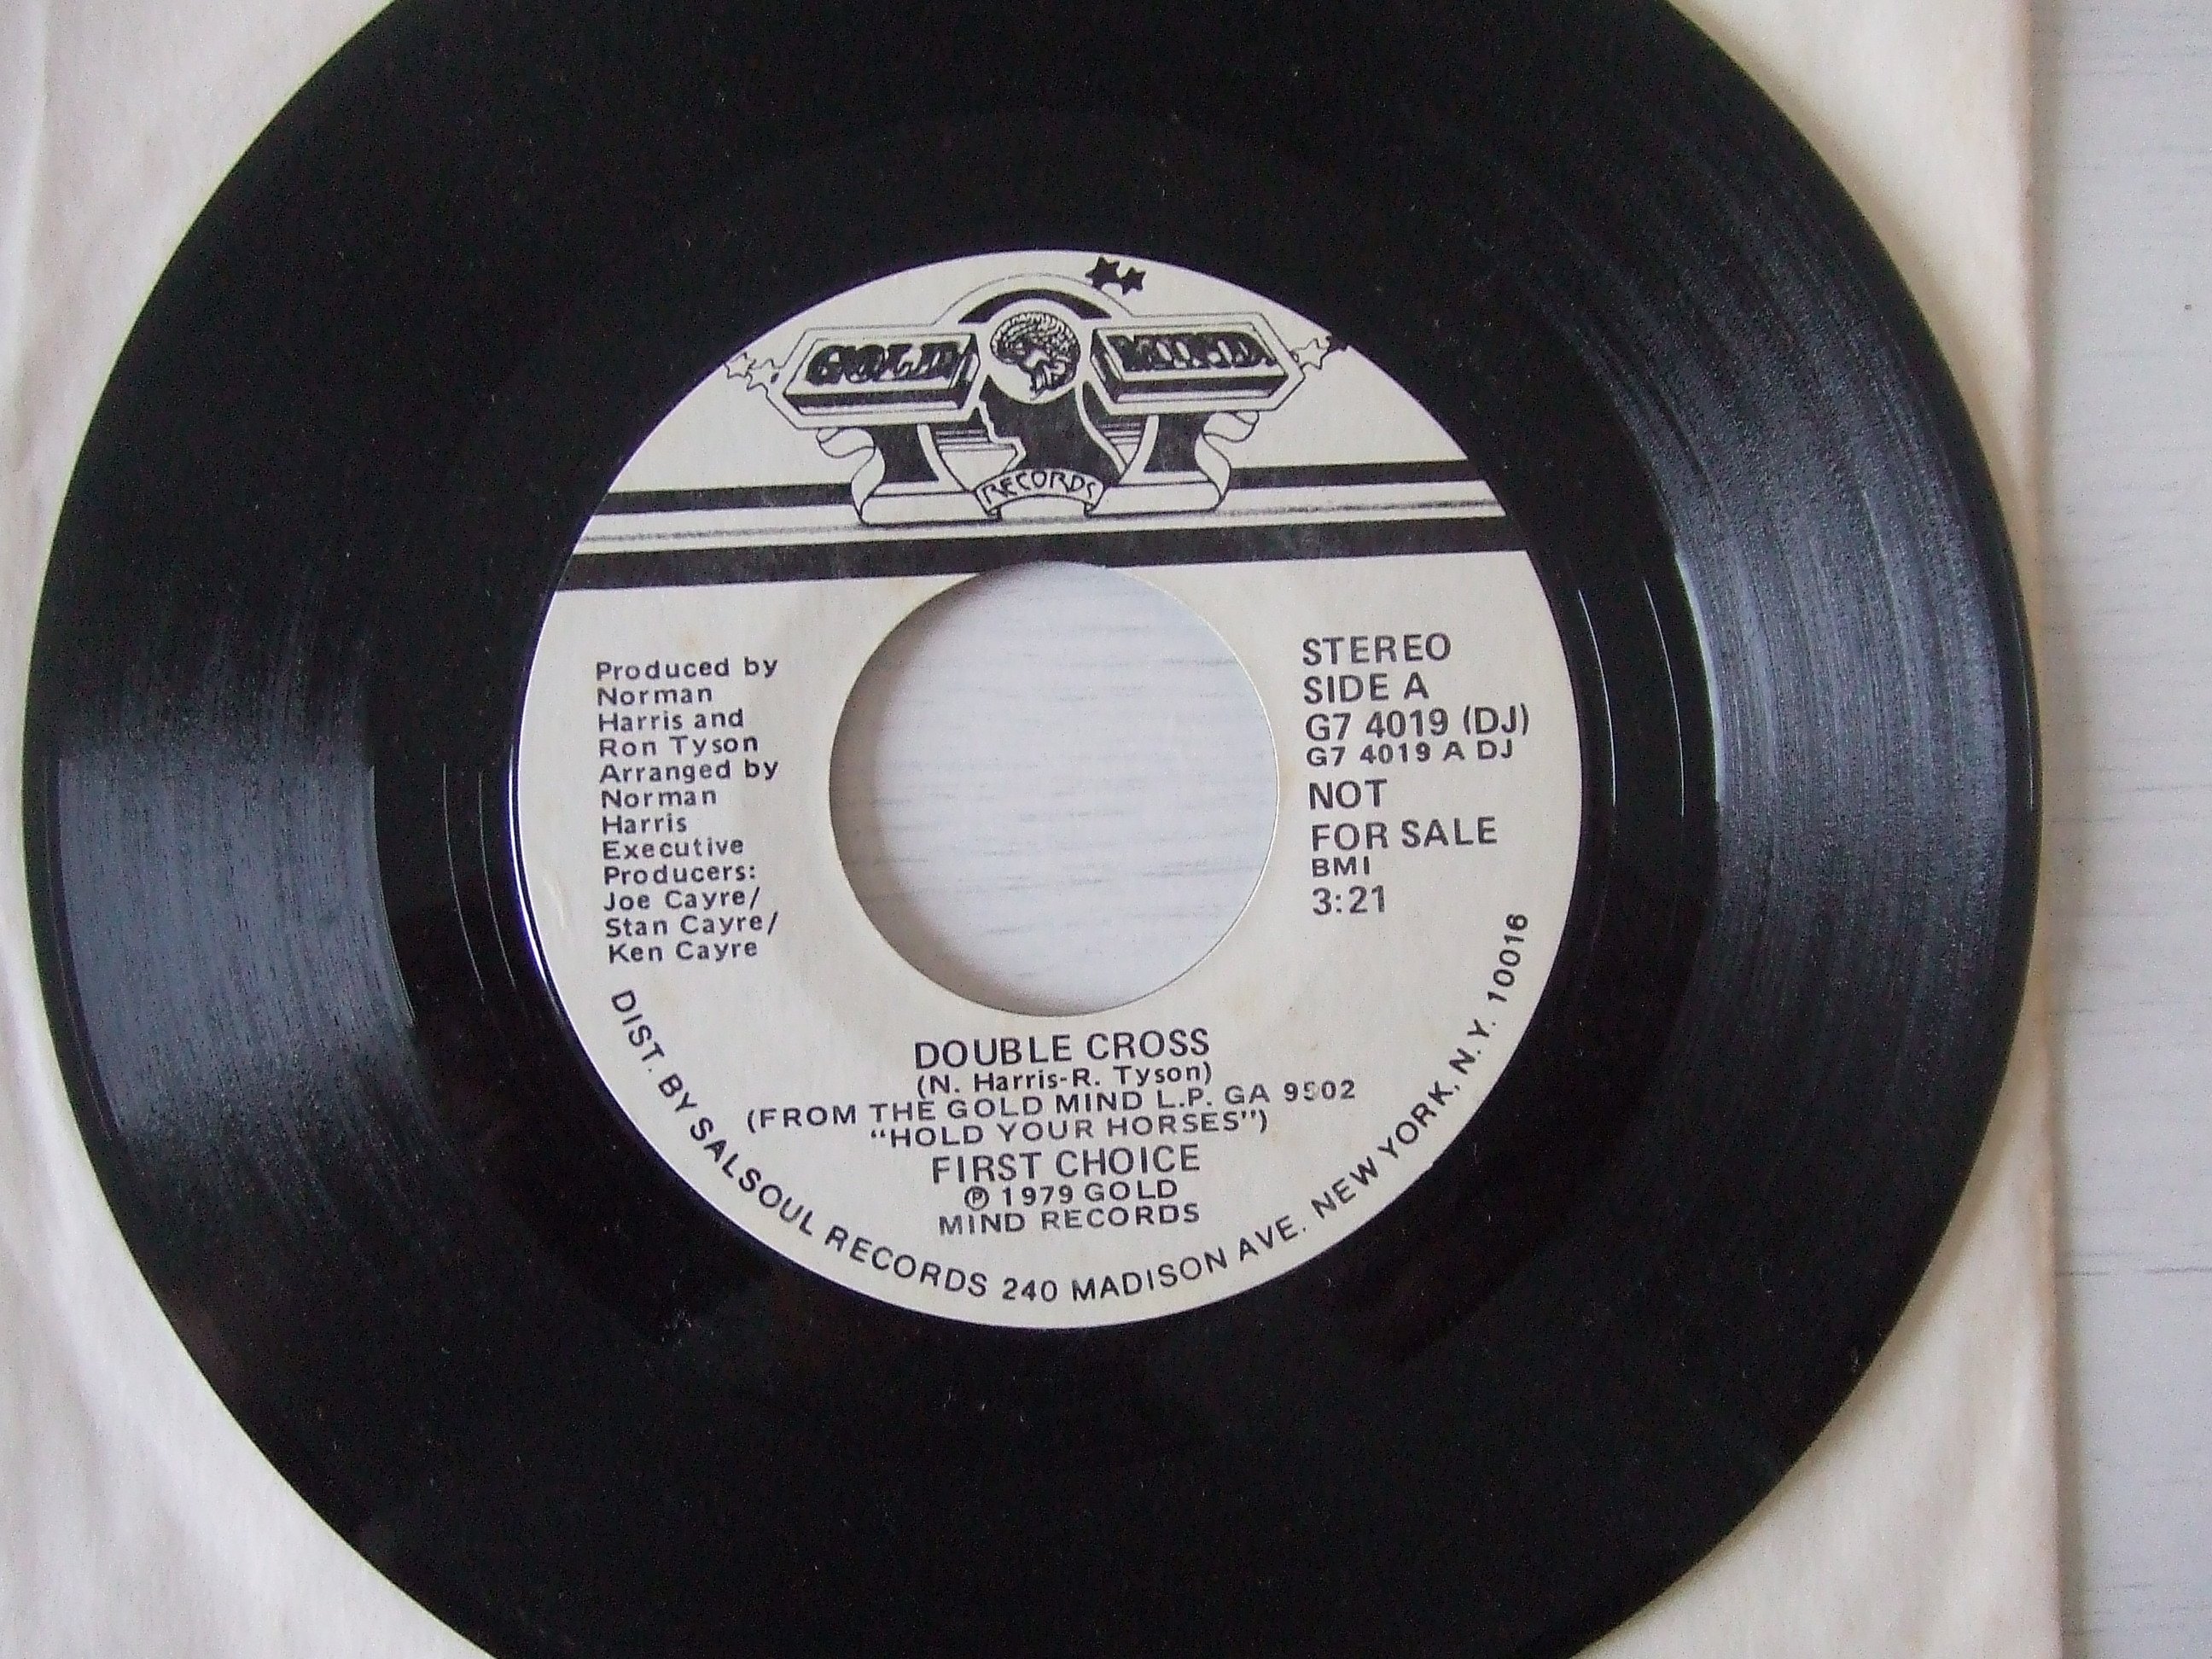 GOLD MIND
RECORDS
Produced by
Norman
Harris and
Ron Tyson
Arranged by
Norman
Harris
Executive
Producers:
Joe Cayre/
Stan Cayre/
Ken Cayre
STEREO
SIDE A
G7 4019 (DJ)
G7 4019 A DJ
NOT
FOR SALE
BMI
3:21
DOUBLE CROSS
(N. Harris-R. Tyson)
(FROM THE GOLD MIND L.P. GA 9502
"HOLD YOUR HORSES")
FIRST CHOICE
℗ 1979 GOLD
MIND RECORDS
DIST. BY SALSOUL RECORDS 240 MADISON AVE. NEW YORK, N.Y. 10016